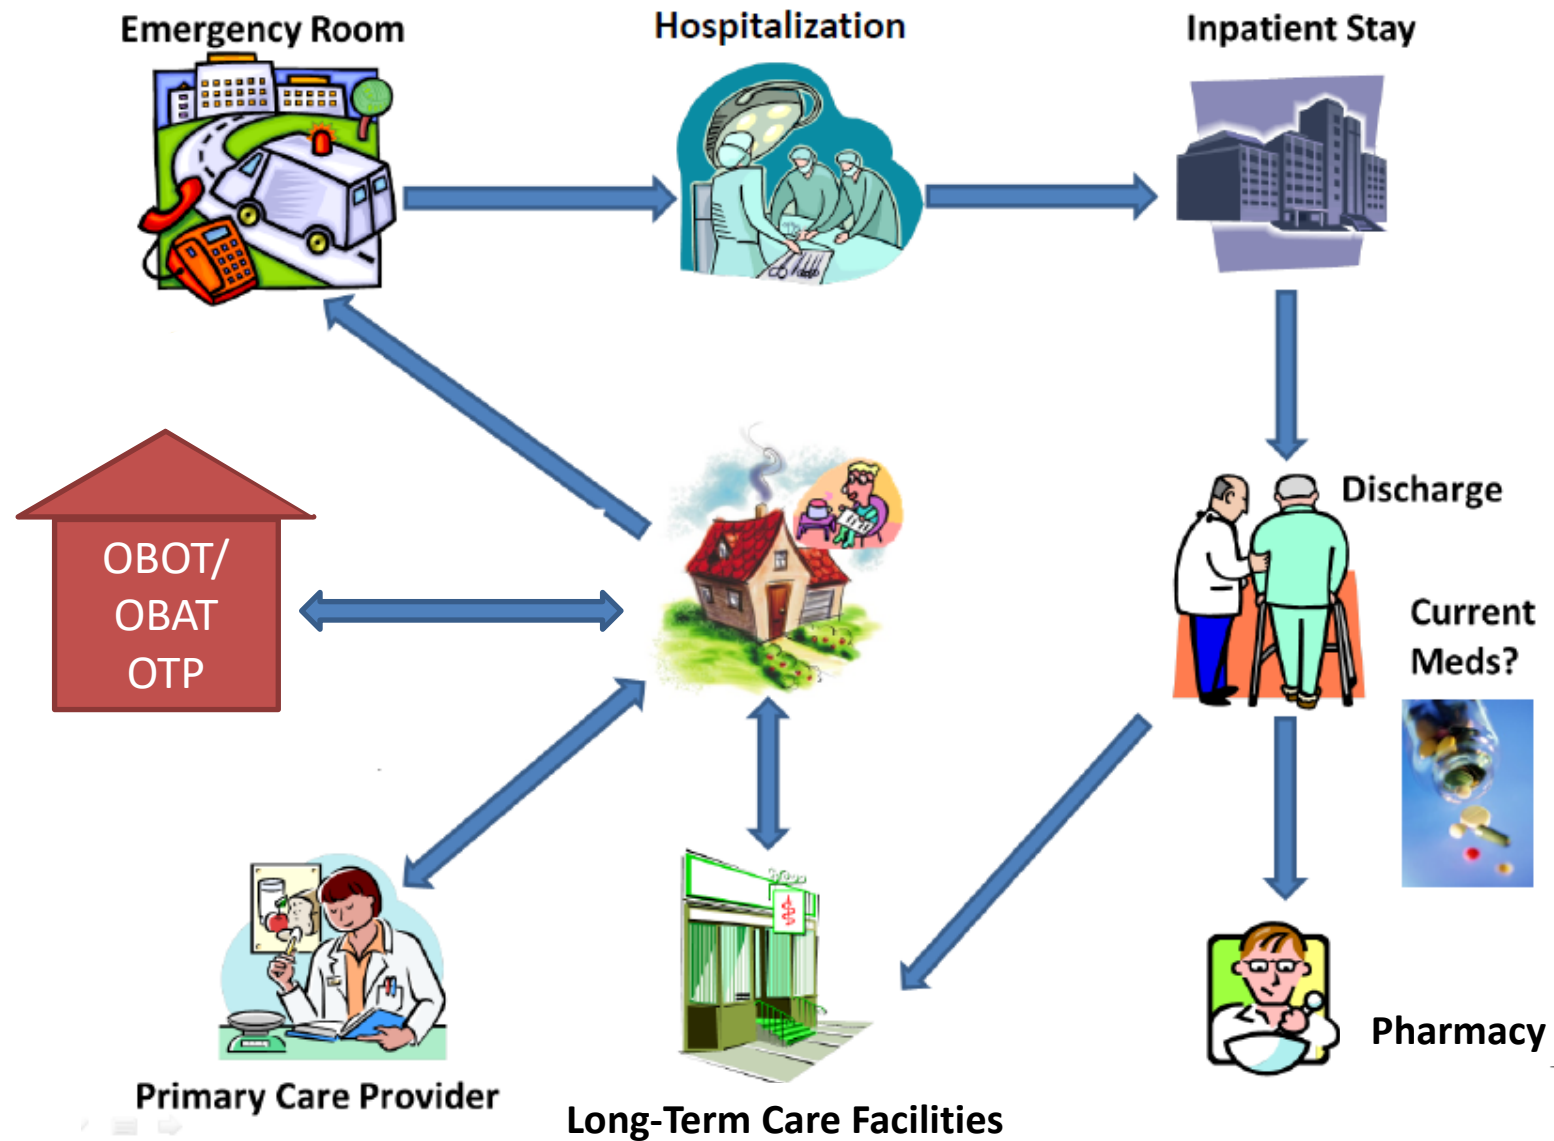 Emergency Room
Hospitalization
Inpatient Stay
OBOT/
OBAT
OTP
Discharge
Current
Meds?
Primary Care Provider
Long-Term Care Facilities
Pharmacy